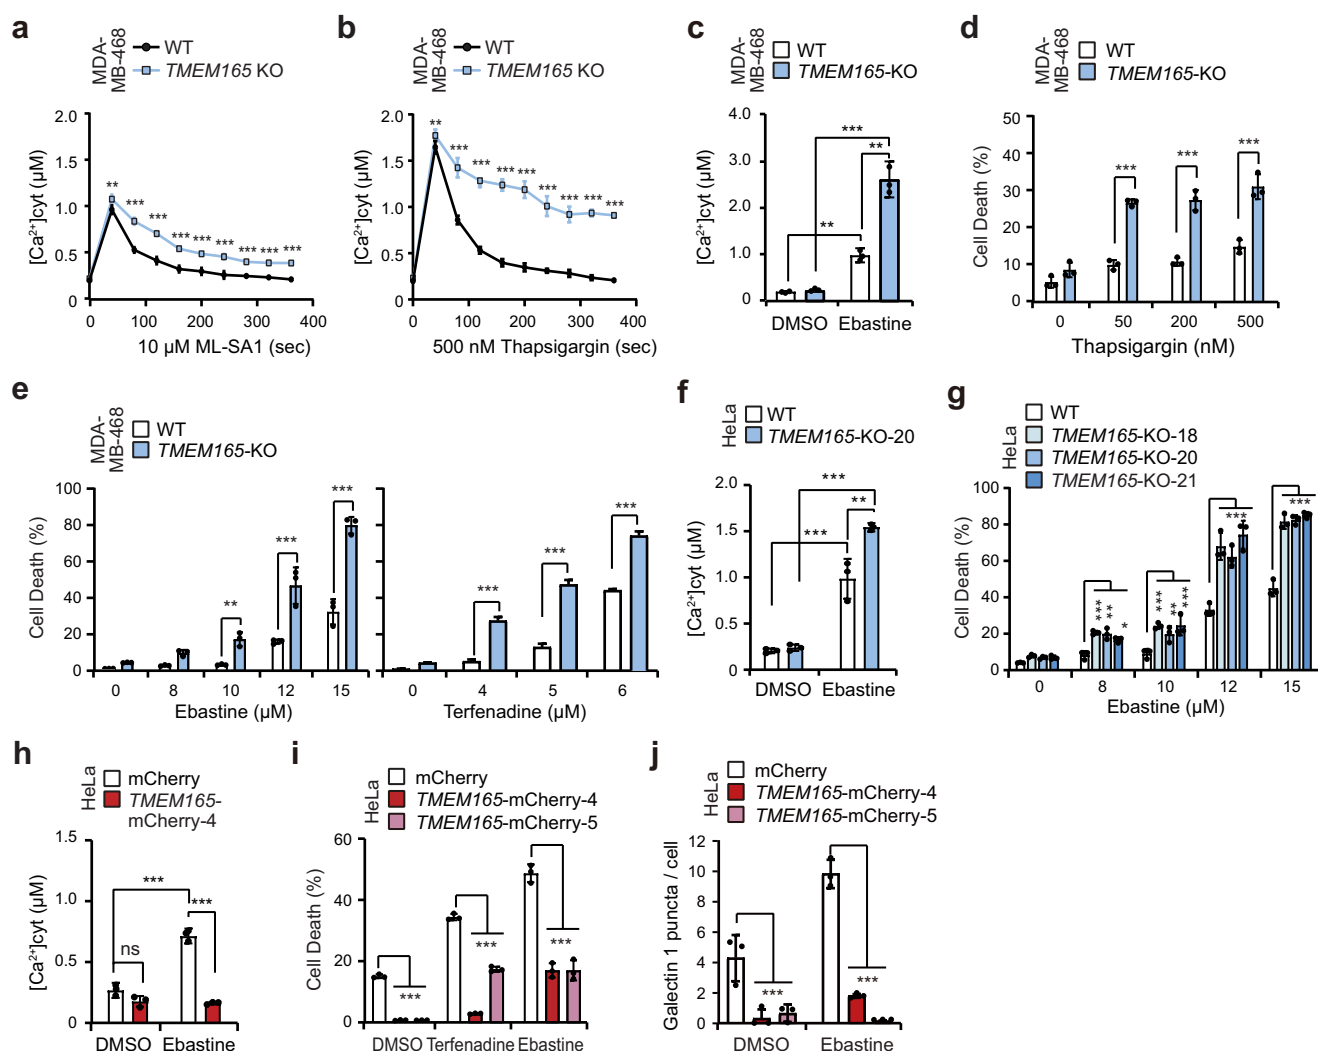 a
MDA-
MB-468
WT
TMEM165 KO
[Ca²⁺]cyt (µM)
2.0
1.5
1.0
0.5
0
** *** *** *** *** *** *** *** ***
0 100 200 300 400
10 µM ML-SA1 (sec)
b
MDA-
MB-468
WT
TMEM165 KO
[Ca²⁺]cyt (µM)
2.0
1.5
1.0
0.5
0
** *** *** *** *** *** *** *** ***
0 100 200 300 400
500 nM Thapsigargin (sec)
c
MDA-
MB-468
WT
TMEM165-KO
[Ca²⁺]cyt (µM)
4.0
3.0
2.0
1.0
0
***
**
**
DMSO Ebastine
d
MDA-
MB-468
WT
TMEM165-KO
Cell Death (%)
50
40
30
20
10
0
*** *** ***
0 50 200 500
Thapsigargin (nM)
e
MDA-
MB-468
WT
TMEM165-KO
Cell Death (%)
100
80
60
40
20
0
** *** ***
0 8 10 12 15
Ebastine (µM)
*** *** ***
0 4 5 6
Terfenadine (µM)
f
HeLa
WT
TMEM165-KO-20
[Ca²⁺]cyt (µM)
2.0
1.5
1.0
0.5
0
***
**
***
DMSO Ebastine
g
HeLa
WT
TMEM165-KO-18
TMEM165-KO-20
TMEM165-KO-21
Cell Death (%)
100
80
60
40
20
0
*** ** *
*** ** ***
***
***
0 8 10 12 15
Ebastine (µM)
h
HeLa
mCherry
TMEM165-
mCherry-4
[Ca²⁺]cyt (µM)
1.5
1.0
0.5
0
***
***
ns
DMSO Ebastine
i
HeLa
mCherry
TMEM165-mCherry-4
TMEM165-mCherry-5
Cell Death (%)
60
40
20
0
*** *** ***
DMSO Terfenadine Ebastine
j
HeLa
mCherry
TMEM165-mCherry-4
TMEM165-mCherry-5
Galectin 1 puncta / cell
12
10
8
6
4
2
0
*** ***
DMSO Ebastine